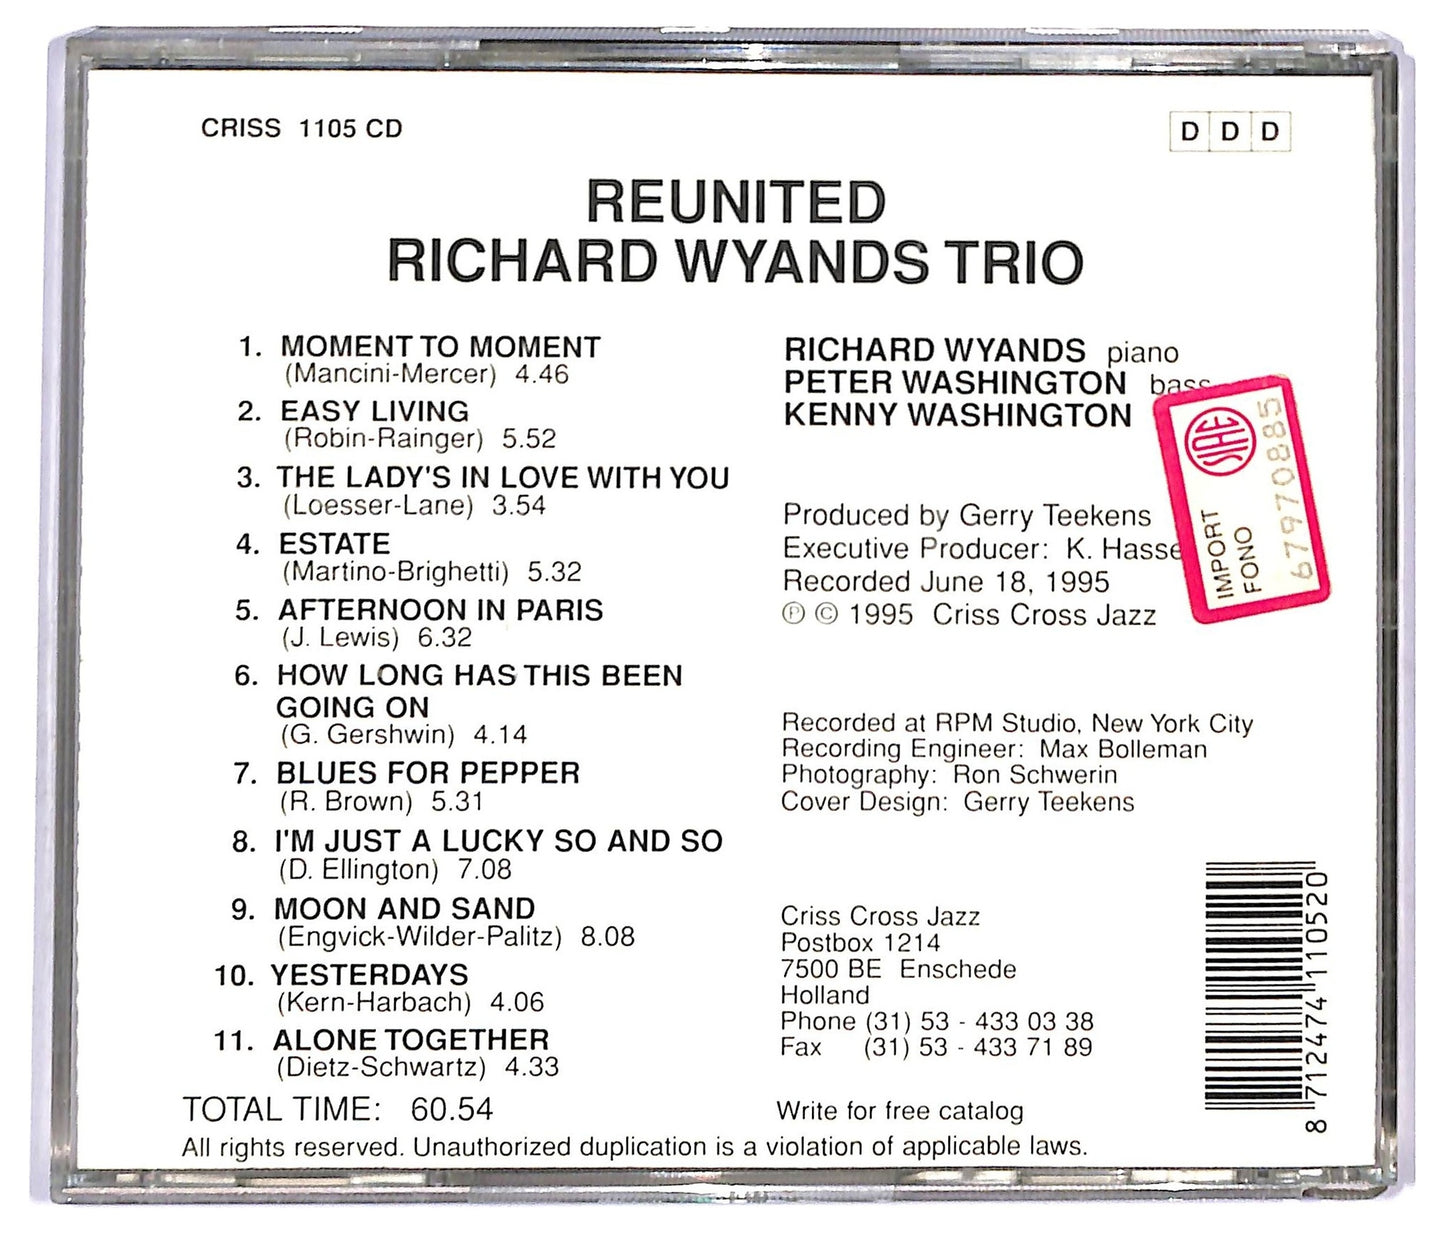 CRISS 1105 CD
D D D
REUNITED
RICHARD WYANDS TRIO
1. MOMENT TO MOMENT
(Mancini-Mercer) 4.46
2. EASY LIVING
(Robin-Rainger) 5.52
3. THE LADY'S IN LOVE WITH YOU
(Loesser-Lane) 3.54
4. ESTATE
(Martino-Brighetti) 5.32
5. AFTERNOON IN PARIS
(J. Lewis) 6.32
6. HOW LONG HAS THIS BEEN
GOING ON
(G. Gershwin) 4.14
7. BLUES FOR PEPPER
(R. Brown) 5.31
8. I'M JUST A LUCKY SO AND SO
(D. Ellington) 7.08
9. MOON AND SAND
(Engvick-Wilder-Palitz) 8.08
10. YESTERDAYS
(Kern-Harbach) 4.06
11. ALONE TOGETHER
(Dietz-Schwartz) 4.33
TOTAL TIME: 60.54
All rights reserved. Unauthorized duplication is a violation of applicable laws.
RICHARD WYANDS piano
PETER WASHINGTON bass
KENNY WASHINGTON
Produced by Gerry Teekens
Executive Producer: K. Hasse
Recorded June 18, 1995
Ⓟ © 1995 Criss Cross Jazz
SIAE
IMPORT
FONO
67970885
Recorded at RPM Studio, New York City
Recording Engineer: Max Bolleman
Photography: Ron Schwerin
Cover Design: Gerry Teekens
Criss Cross Jazz
Postbox 1214
7500 BE Enschede
Holland
Phone (31) 53 - 433 03 38
Fax (31) 53 - 433 71 89
Write for free catalog
8 712474 110520